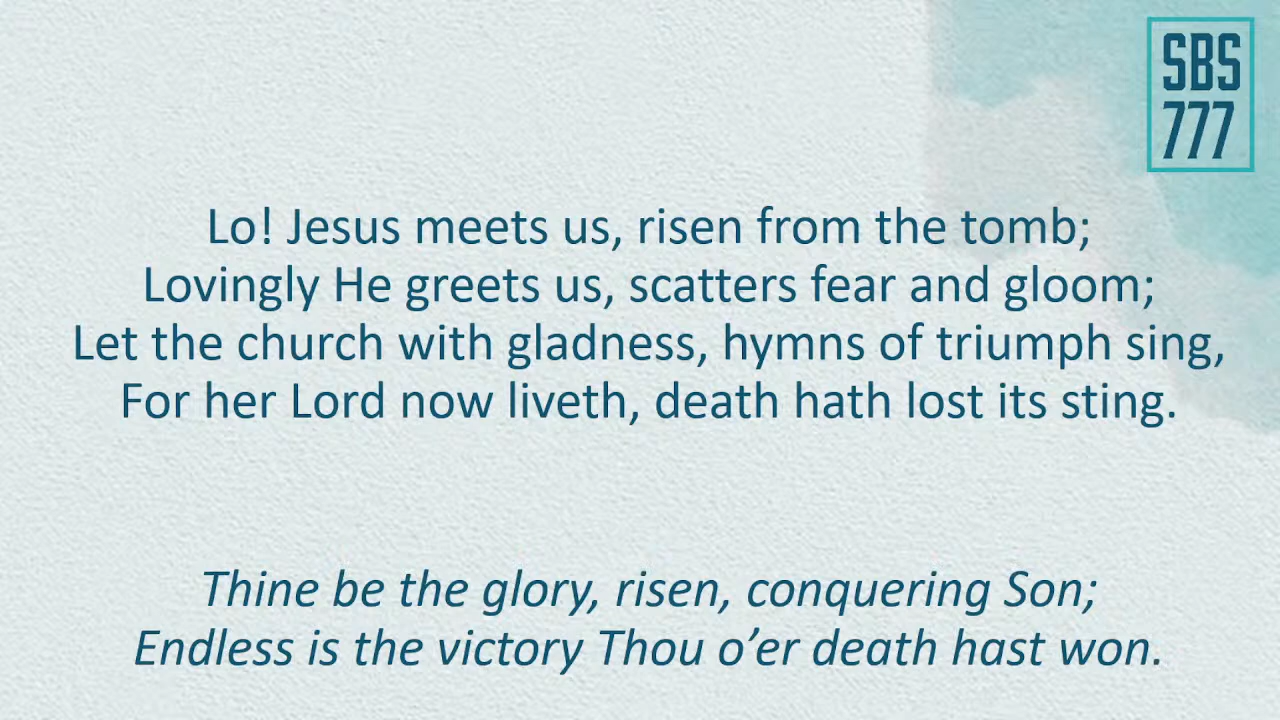 SBS
777
Lo! Jesus meets us, risen from the tomb;
Lovingly He greets us, scatters fear and gloom;
Let the church with gladness, hymns of triumph sing,
For her Lord now liveth, death hath lost its sting.
Thine be the glory, risen, conquering Son;
Endless is the victory Thou o’er death hast won.